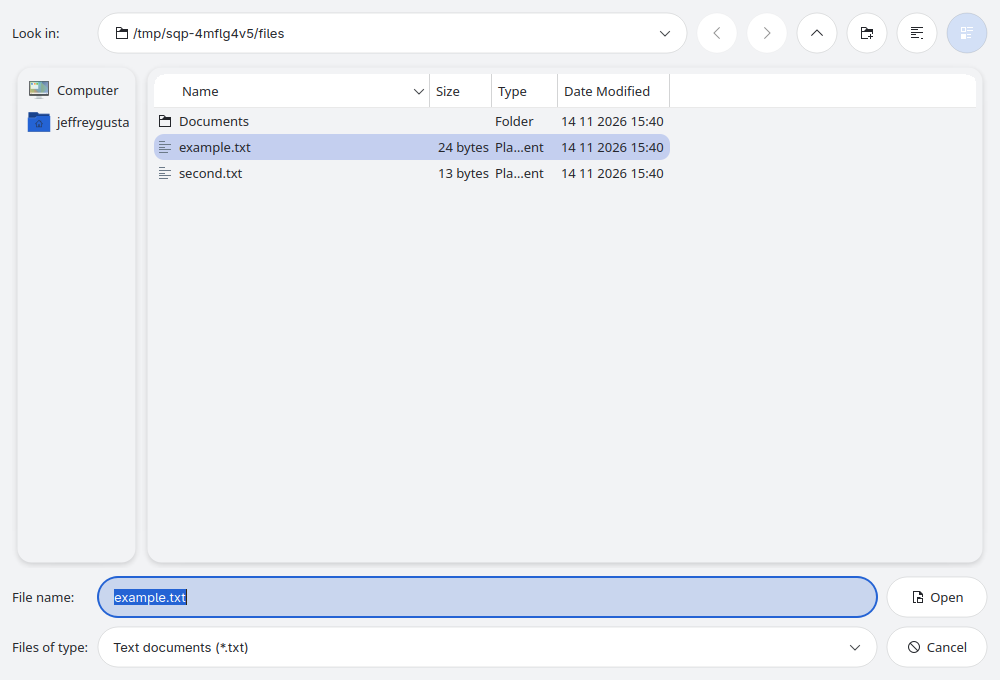 Look in:
/tmp/sqp-4mflg4v5/files
Computer
jeffreygusta
Name Size Type Date Modified
Documents Folder 14 11 2026 15:40
example.txt 24 bytes Pla...ent 14 11 2026 15:40
second.txt 13 bytes Pla...ent 14 11 2026 15:40
File name: example.txt Open
Files of type: Text documents (*.txt) Cancel